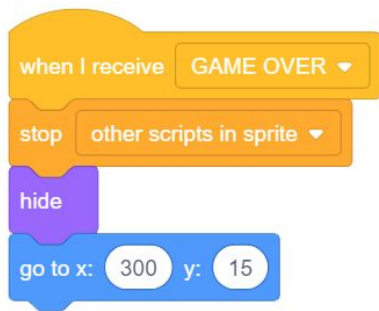 when I receive GAME OVER
stop other scripts in sprite
hide
go to x: 300 y: 15